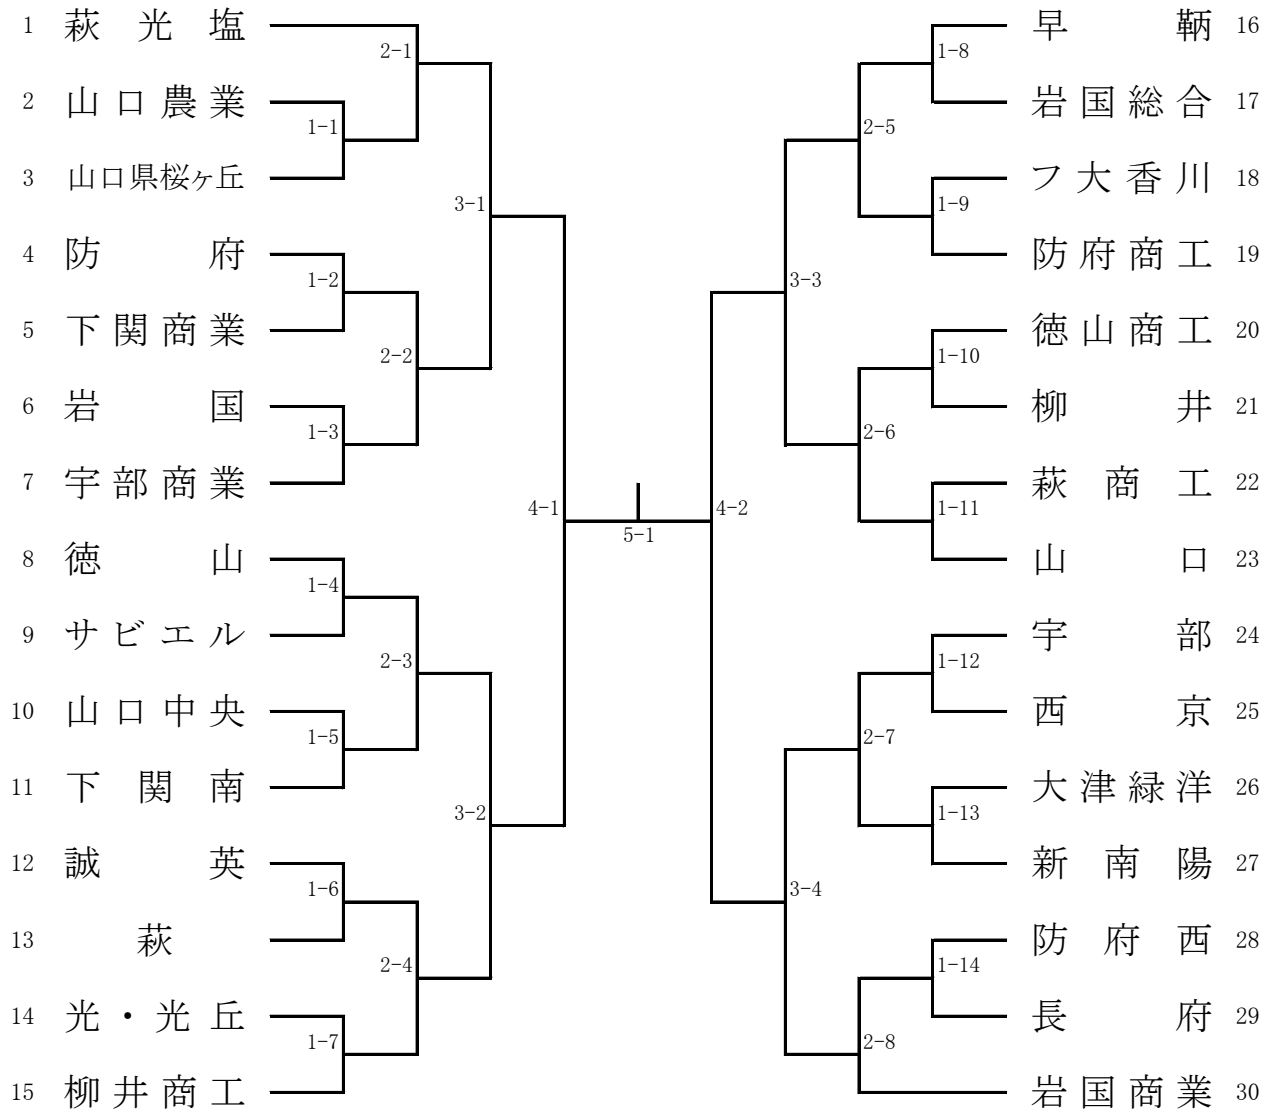 1 萩光塩
2 山口農業
3 山口県桜ヶ丘
4 防府
5 下関商業
6 岩国
7 宇部商業
8 徳山
9 サビエル
10 山口中央
11 下関南
12 誠英
13 萩
14 光・光丘
15 柳井商工
1-1
1-2
1-3
1-4
1-5
1-6
1-7
2-1
2-2
2-3
2-4
3-1
3-2
4-1
5-1
4-2
3-3
3-4
2-5
2-6
2-7
2-8
1-8
1-9
1-10
1-11
1-12
1-13
1-14
早鞆 16
岩国総合 17
フ大香川 18
防府商工 19
徳山商工 20
柳井 21
萩商工 22
山口 23
宇部 24
西京 25
大津緑洋 26
新南陽 27
防府西 28
長府 29
岩国商業 30